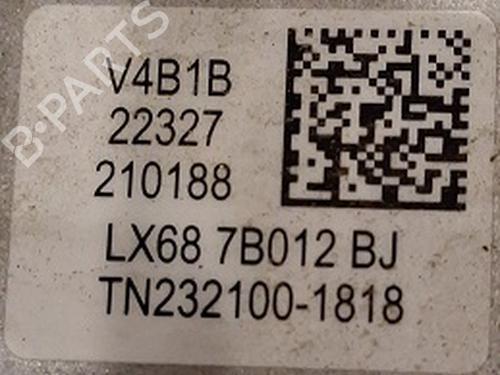 B-PARTS
V4B1B
22327
210188
LX68 7B012 BJ
TN232100-1818